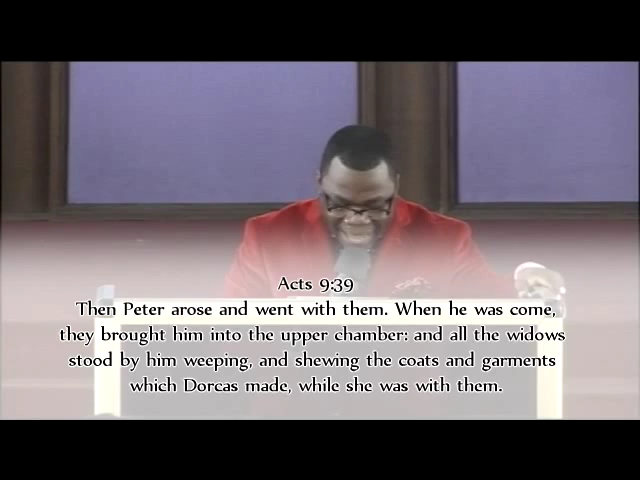 Acts 9:39
Then Peter arose and went with them. When he was come,
they brought him into the upper chamber: and all the widows
stood by him weeping, and shewing the coats and garments
which Dorcas made, while she was with them.